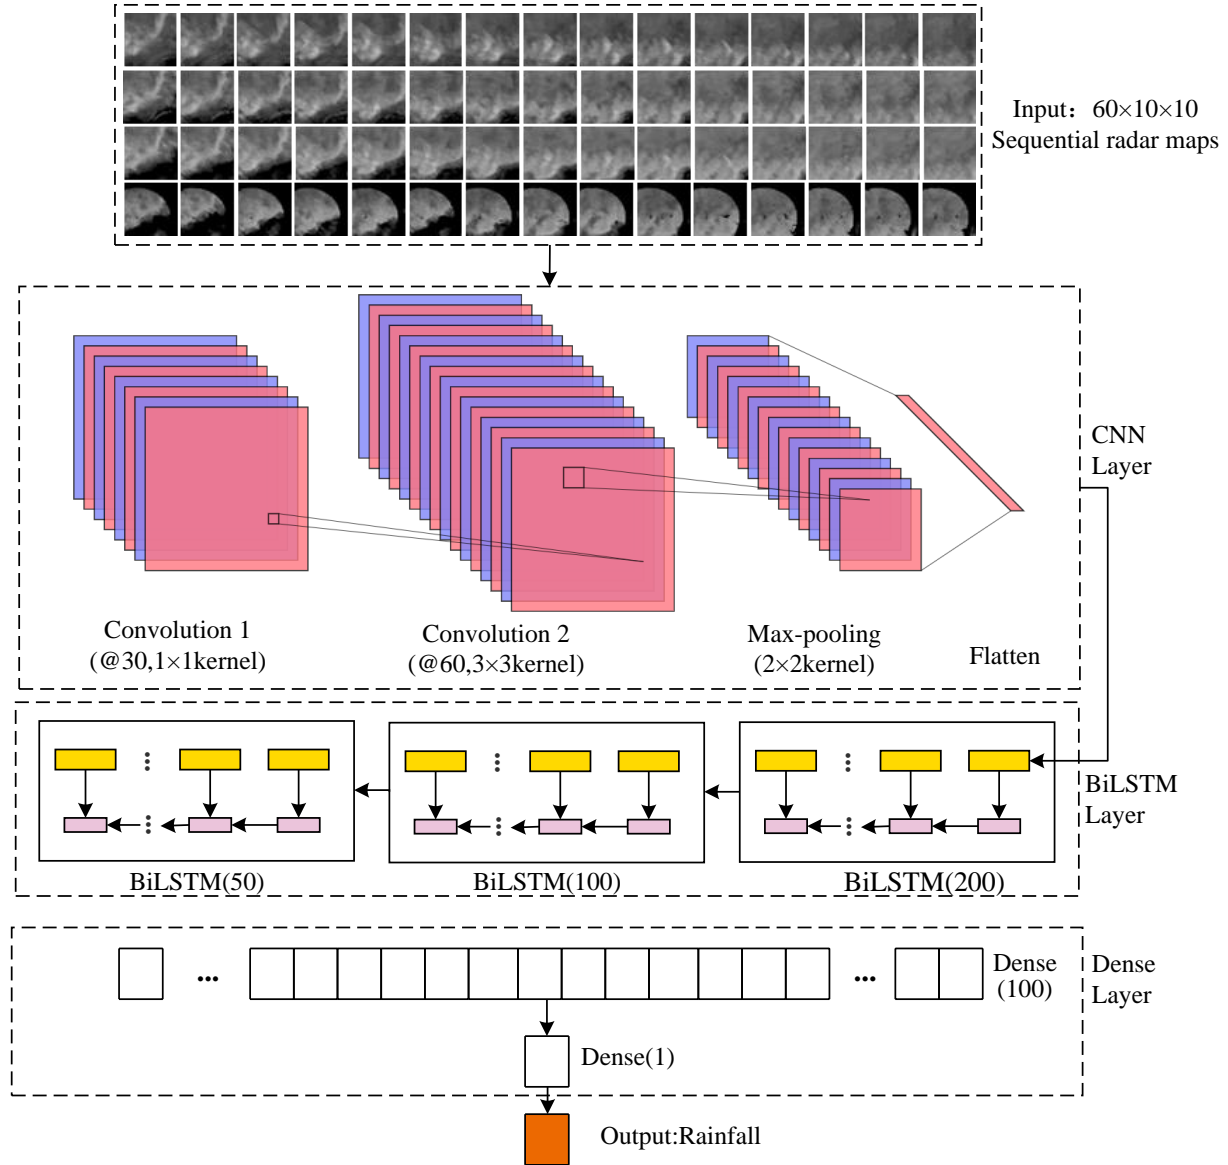 Input：60×10×10
Sequential radar maps
CNN
Layer
Convolution 1
(@30,1×1kernel)
Convolution 2
(@60,3×3kernel)
Max-pooling
(2×2kernel)
Flatten
BiLSTM
Layer
BiLSTM(50)
BiLSTM(100)
BiLSTM(200)
Dense
(100)
Dense
Layer
Dense(1)
Output:Rainfall